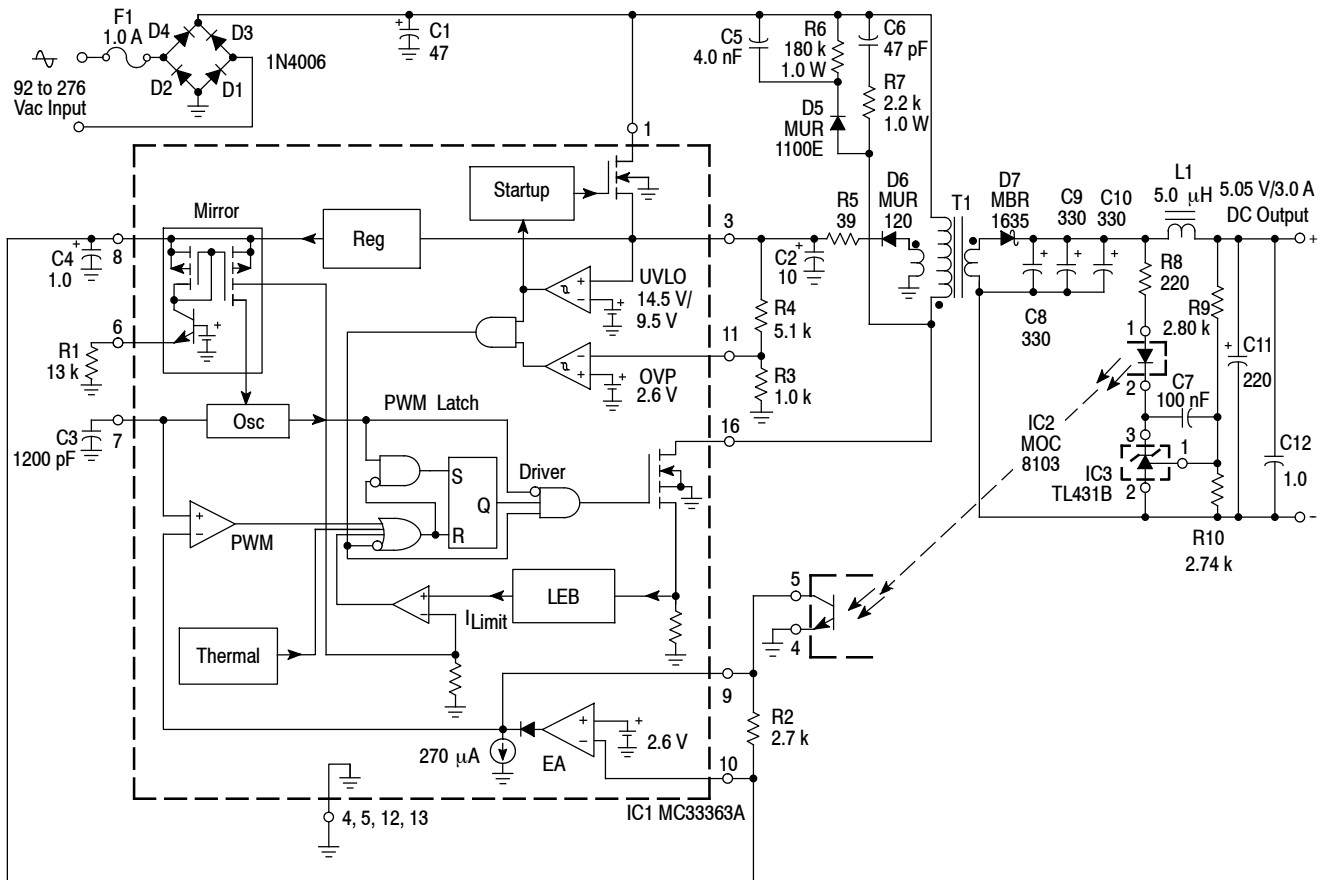 F1
1.0 A
D4
D3
D2
D1
1N4006
92 to 276
Vac Input
+
C1
47
C5
4.0 nF
R6
180 k
1.0 W
C6
47 pF
R7
2.2 k
1.0 W
D5
MUR
1100E
1
Startup
Mirror
Reg
8
+
C4
1.0
6
+
R1
13 k
3
UVLO
14.5 V/
9.5 V
+
−
+
11
OVP
2.6 V
−
+
+
R5
39
D6
MUR
120
+
C2
10
R4
5.1 k
R3
1.0 k
T1
D7
MBR
1635
C9
330
C10
330
+
+
+
C8
330
L1
5.0 µH
5.05 V/3.0 A
DC Output
+
R8
220
R9
2.80 k
1
2
C7
100 nF
+
C11
220
C12
1.0
IC2
MOC
8103
3
1
IC3
TL431B
2
−
R10
2.74 k
Osc
7
C3
1200 pF
PWM Latch
S
Q
R
Driver
16
+
−
PWM
LEB
+
−
ILimit
Thermal
5
4
9
R2
2.7 k
270 µA
+
−
EA
+
2.6 V
10
4, 5, 12, 13
IC1 MC33363A